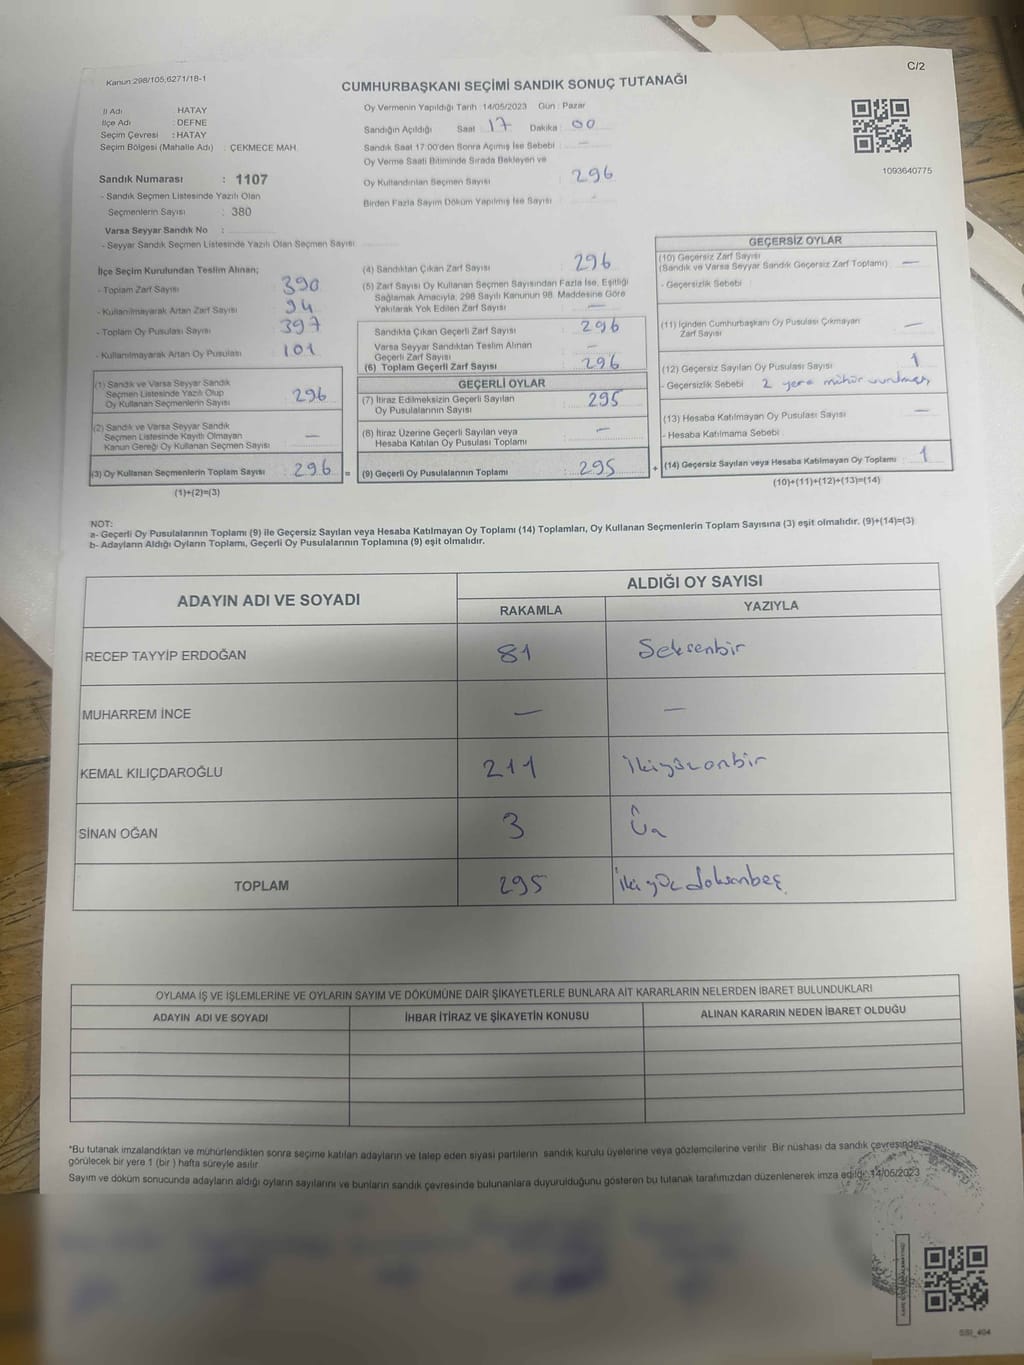 Kanun:298/105,6271/18-1
C/2
CUMHURBAŞKANI SEÇİMİ SANDIK SONUÇ TUTANAĞI
İl Adı : HATAY
İlçe Adı : DEFNE
Seçim Çevresi : HATAY
Seçim Bölgesi (Mahalle Adı) : ÇEKMECE MAH.
Sandık Numarası : 1107
- Sandık Seçmen Listesinde Yazılı Olan
Seçmenlerin Sayısı : 380
Varsa Seyyar Sandık No :
- Seyyar Sandık Seçmen Listesinde Yazılı Olan Seçmen Sayısı
Oy Vermenin Yapıldığı Tarih : 14/05/2023 Gün : Pazar
Sandığın Açıldığı Saat 17 Dakika : 00
Sandık Saat 17:00'den Sonra Açımış İse Sebebi : —
Oy Verme Saati Bitiminde Sırada Bekleyen ve
Oy Kullandırılan Seçmen Sayısı : 296
Birden Fazla Sayım Döküm Yapılmış İse Sayısı : -
1093640775
İlçe Seçim Kurulundan Teslim Alınan;
- Toplam Zarf Sayısı : 390
- Kullanılmayarak Artan Zarf Sayısı : 94
- Toplam Oy Pusulası Sayısı : 397
- Kullanılmayarak Artan Oy Pusulası : 101
(1) Sandık ve Varsa Seyyar Sandık
Seçmen Listesinde Yazılı Olup
Oy Kullanan Seçmenlerin Sayısı : 296
(2) Sandık ve Varsa Seyyar Sandık
Seçmen Listesinde Kayıtlı Olmayan
Kanun Gereği Oy Kullanan Seçmen Sayısı : —
(3) Oy Kullanan Seçmenlerin Toplam Sayısı : 296 =
(1)+(2)=(3)
(4) Sandıktan Çıkan Zarf Sayısı : 296
(5) Zarf Sayısı Oy Kullanan Seçmen Sayısından Fazla İse, Eşitliği
Sağlamak Amacıyla, 298 Sayılı Kanunun 98. Maddesine Göre
Yakılarak Yok Edilen Zarf Sayısı : —
Sandıkta Çıkan Geçerli Zarf Sayısı : 296
Varsa Seyyar Sandıktan Teslim Alınan
Geçerli Zarf Sayısı : —
(6) Toplam Geçerli Zarf Sayısı : 296
GEÇERLİ OYLAR
(7) İtiraz Edilmeksizin Geçerli Sayılan
Oy Pusulalarının Sayısı : 295
(8) İtiraz Üzerine Geçerli Sayılan veya
Hesaba Katılan Oy Pusulası Toplamı : —
(9) Geçerli Oy Pusulalarının Toplamı : 295 +
GEÇERSİZ OYLAR
(10) Geçersiz Zarf Sayısı
(Sandık ve Varsa Seyyar Sandık Geçersiz Zarf Toplamı) : —
- Geçersizlik Sebebi :
(11) İçinden Cumhurbaşkanı Oy Pusulası Çıkmayan
Zarf Sayısı : —
(12) Geçersiz Sayılan Oy Pusulası Sayısı : 1
- Geçersizlik Sebebi : 2 yere mühür vurulmuş
(13) Hesaba Katılmayan Oy Pusulası Sayısı : —
- Hesaba Katılmama Sebebi :
(14) Geçersiz Sayılan veya Hesaba Katılmayan Oy Toplamı : 1
(10)+(11)+(12)+(13)=(14)
NOT:
a- Geçerli Oy Pusulalarının Toplamı (9) ile Geçersiz Sayılan veya Hesaba Katılmayan Oy Toplamı (14) Toplamları, Oy Kullanan Seçmenlerin Toplam Sayısına (3) eşit olmalıdır. (9)+(14)=(3)
b- Adayların Aldığı Oyların Toplamı, Geçerli Oy Pusulalarının Toplamına (9) eşit olmalıdır.
ADAYIN ADI VE SOYADI
ALDIĞI OY SAYISI
RAKAMLA YAZIYLA
RECEP TAYYİP ERDOĞAN 81 Seksenbir
MUHARREM İNCE — —
KEMAL KILIÇDAROĞLU 211 ikiyüzonbir
SİNAN OĞAN 3 Üç
TOPLAM 295 ikiyüz doksanbeş
OYLAMA İŞ VE İŞLEMLERİNE VE OYLARIN SAYIM VE DÖKÜMÜNE DAİR ŞİKAYETLERLE BUNLARA AİT KARARLARIN NELERDEN İBARET BULUNDUKLARI
ADAYIN ADI VE SOYADI İHBAR İTİRAZ VE ŞİKAYETİN KONUSU ALINAN KARARIN NEDEN İBARET OLDUĞU
*Bu tutanak imzalandıktan ve mühürlendikten sonra seçime katılan adayların ve talep eden siyasi partilerin sandık kurulu üyelerine veya gözlemcilerine verilir. Bir nüshası da sandık çevresinde
görülecek bir yere 1 (bir ) hafta süreyle asılır.
Sayım ve döküm sonucunda adayların aldığı oyların sayılarını ve bunların sandık çevresinde bulunanlara duyurulduğunu gösteren bu tutanak tarafımızdan düzenlenerek imza edildi. 14/05/2023
SSI_404